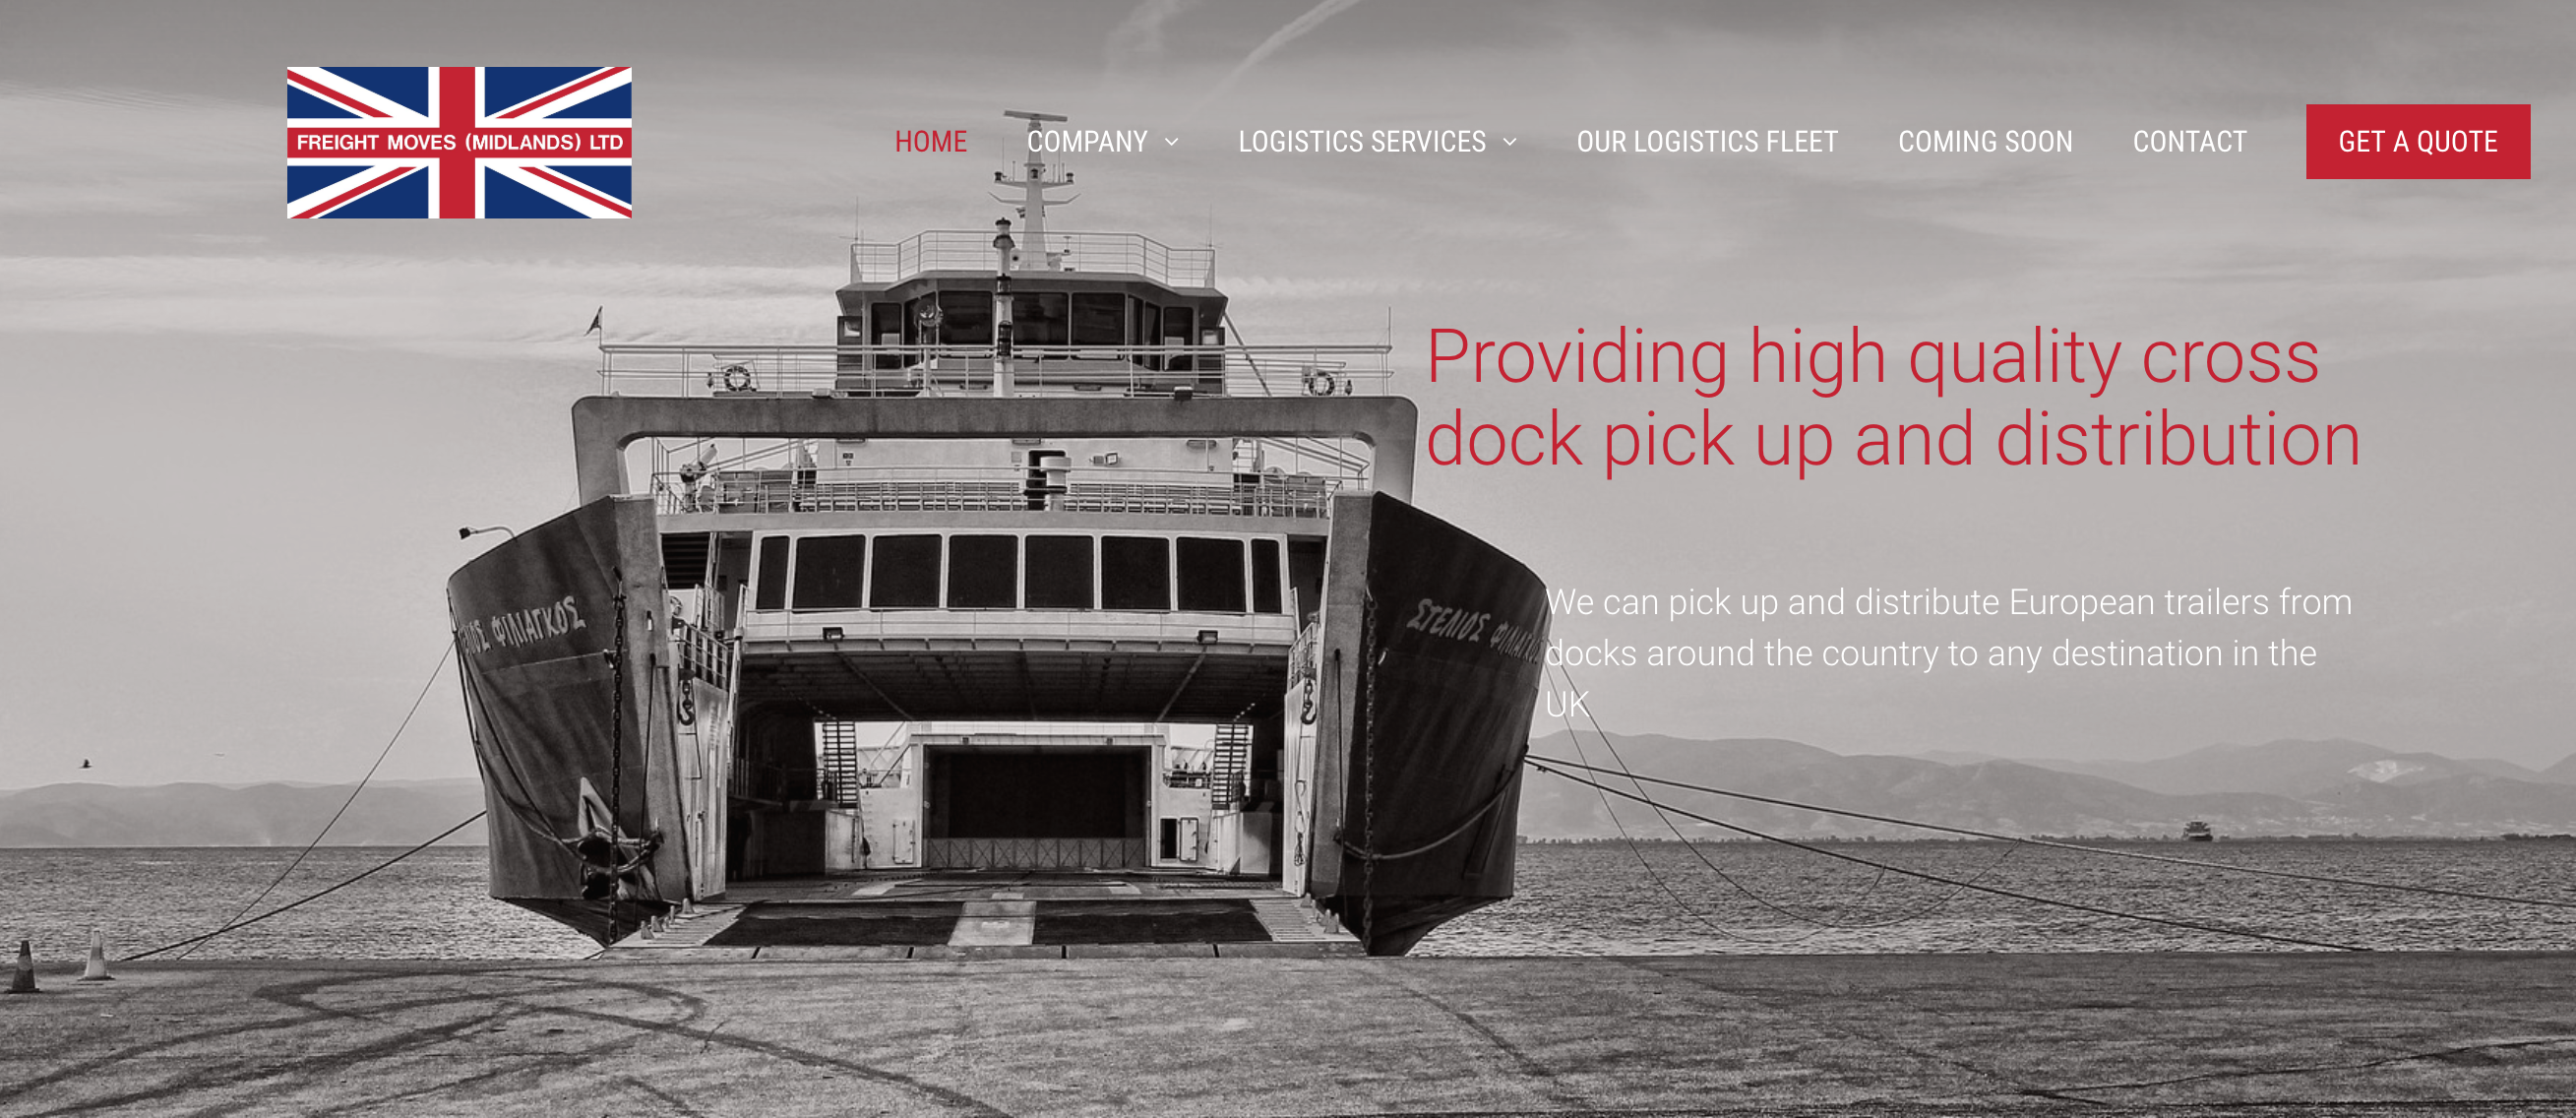 FREIGHT MOVES (MIDLANDS) LTD
HOME COMPANY LOGISTICS SERVICES OUR LOGISTICS FLEET COMING SOON CONTACT GET A QUOTE
Providing high quality cross
dock pick up and distribution
We can pick up and distribute European trailers from
docks around the country to any destination in the
UK
ΦΙΛΙΑΓΚΟΣ
ΣΤΕΛΙΟΣ